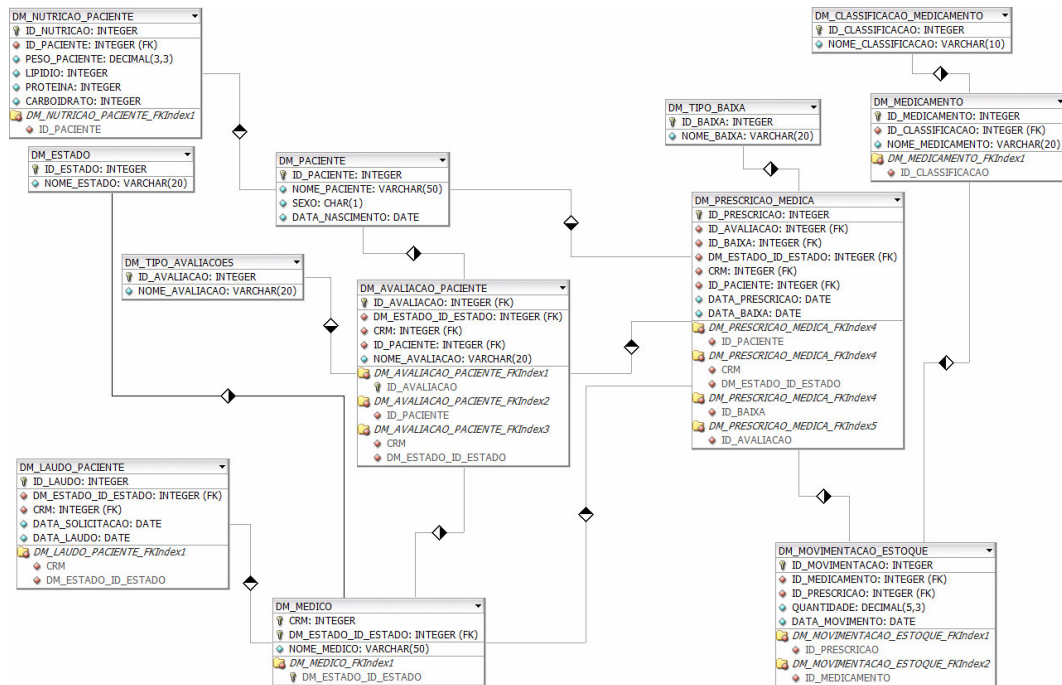 DM_NUTRICAO_PACIENTE
ID_NUTRICAO: INTEGER
ID_PACIENTE: INTEGER (FK)
PESO_PACIENTE: DECIMAL(3,3)
LIPIDIO: INTEGER
PROTEINA: INTEGER
CARBOIDRATO: INTEGER
DM_NUTRICAO_PACIENTE_FKIndex1
ID_PACIENTE
DM_CLASSIFICACAO_MEDICAMENTO
ID_CLASSIFICACAO: INTEGER
NOME_CLASSIFICACAO: VARCHAR(10)
DM_TIPO_BAIXA
ID_BAIXA: INTEGER
NOME_BAIXA: VARCHAR(20)
DM_MEDICAMENTO
ID_MEDICAMENTO: INTEGER
ID_CLASSIFICACAO: INTEGER (FK)
NOME_MEDICAMENTO: VARCHAR(20)
DM_MEDICAMENTO_FKIndex1
ID_CLASSIFICACAO
DM_ESTADO
ID_ESTADO: INTEGER
NOME_ESTADO: VARCHAR(20)
DM_PACIENTE
ID_PACIENTE: INTEGER
NOME_PACIENTE: VARCHAR(50)
SEXO: CHAR(1)
DATA_NASCIMENTO: DATE
DM_PRESCRICAO_MEDICA
ID_PRESCRICAO: INTEGER
ID_AVALIACAO: INTEGER (FK)
ID_BAIXA: INTEGER (FK)
DM_ESTADO_ID_ESTADO: INTEGER (FK)
CRM: INTEGER (FK)
ID_PACIENTE: INTEGER (FK)
DATA_PRESCRICAO: DATE
DATA_BAIXA: DATE
DM_PRESCRICAO_MEDICA_FKIndex4
ID_PACIENTE
DM_PRESCRICAO_MEDICA_FKIndex4
CRM
DM_ESTADO_ID_ESTADO
DM_PRESCRICAO_MEDICA_FKIndex4
ID_BAIXA
DM_PRESCRICAO_MEDICA_FKIndex5
ID_AVALIACAO
DM_TIPO_AVALIACOES
ID_AVALIACAO: INTEGER
NOME_AVALIACAO: VARCHAR(20)
DM_AVALIACAO_PACIENTE
ID_AVALIACAO: INTEGER (FK)
DM_ESTADO_ID_ESTADO: INTEGER (FK)
CRM: INTEGER (FK)
ID_PACIENTE: INTEGER (FK)
NOME_AVALIACAO: VARCHAR(20)
DM_AVALIACAO_PACIENTE_FKIndex1
ID_AVALIACAO
DM_AVALIACAO_PACIENTE_FKIndex2
ID_PACIENTE
DM_AVALIACAO_PACIENTE_FKIndex3
CRM
DM_ESTADO_ID_ESTADO
DM_LAUDO_PACIENTE
ID_LAUDO: INTEGER
DM_ESTADO_ID_ESTADO: INTEGER (FK)
CRM: INTEGER (FK)
DATA_SOLICITACAO: DATE
DATA_LAUDO: DATE
DM_LAUDO_PACIENTE_FKIndex1
CRM
DM_ESTADO_ID_ESTADO
DM_MEDICO
CRM: INTEGER
DM_ESTADO_ID_ESTADO: INTEGER (FK)
NOME_MEDICO: VARCHAR(50)
DM_MEDICO_FKIndex1
DM_ESTADO_ID_ESTADO
DM_MOVIMENTACAO_ESTOQUE
ID_MOVIMENTACAO: INTEGER
ID_MEDICAMENTO: INTEGER (FK)
ID_PRESCRICAO: INTEGER (FK)
QUANTIDADE: DECIMAL(5,3)
DATA_MOVIMENTO: DATE
DM_MOVIMENTACAO_ESTOQUE_FKIndex1
ID_PRESCRICAO
DM_MOVIMENTACAO_ESTOQUE_FKIndex2
ID_MEDICAMENTO